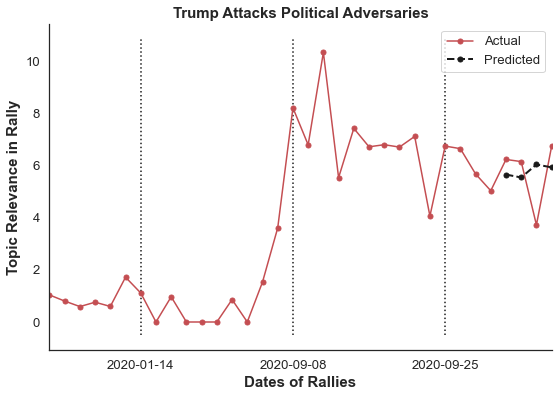 Trump Attacks Political Adversaries
Actual
Predicted
Topic Relevance in Rally
10
8
6
4
2
0
2020-01-14
2020-09-08
2020-09-25
Dates of Rallies